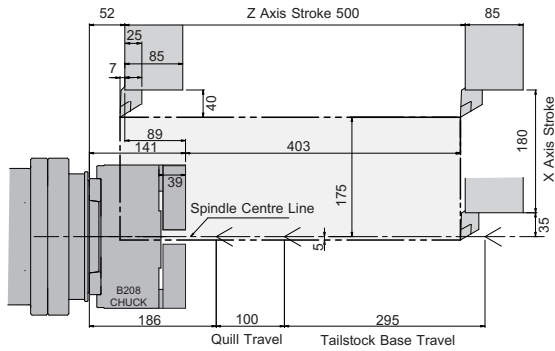 52
Z Axis Stroke 500
85
25
85
7
40
89
141
403
39
175
180
X Axis Stroke
Spindle Centre Line
35
5
B208
CHUCK
186
100
295
Quill Travel
Tailstock Base Travel